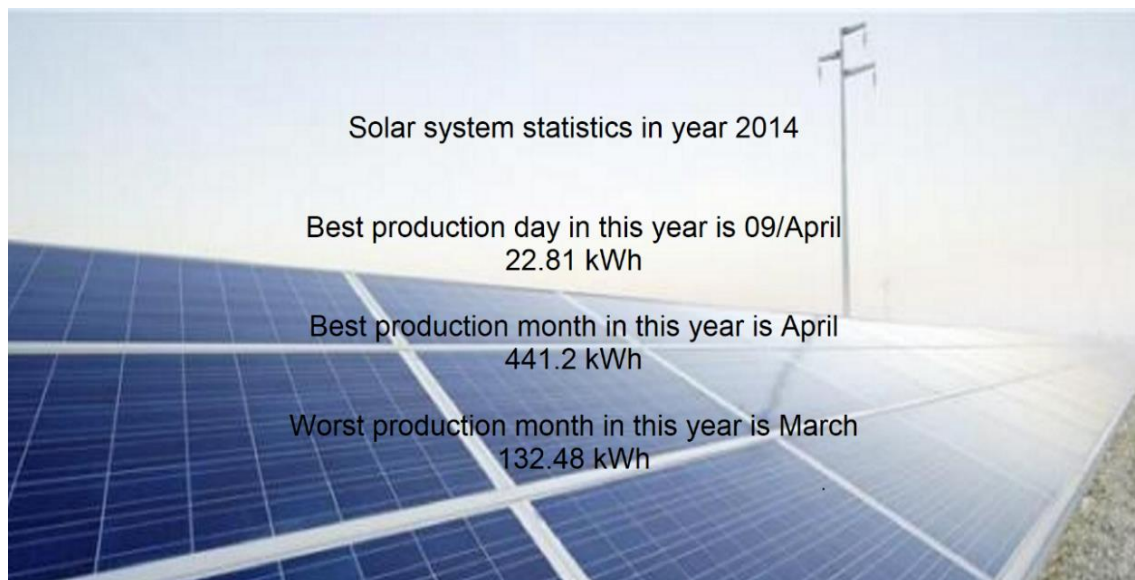 Solar system statistics in year 2014
Best production day in this year is 09/April
22.81 kWh
Best production month in this year is April
441.2 kWh
Worst production month in this year is March
132.48 kWh